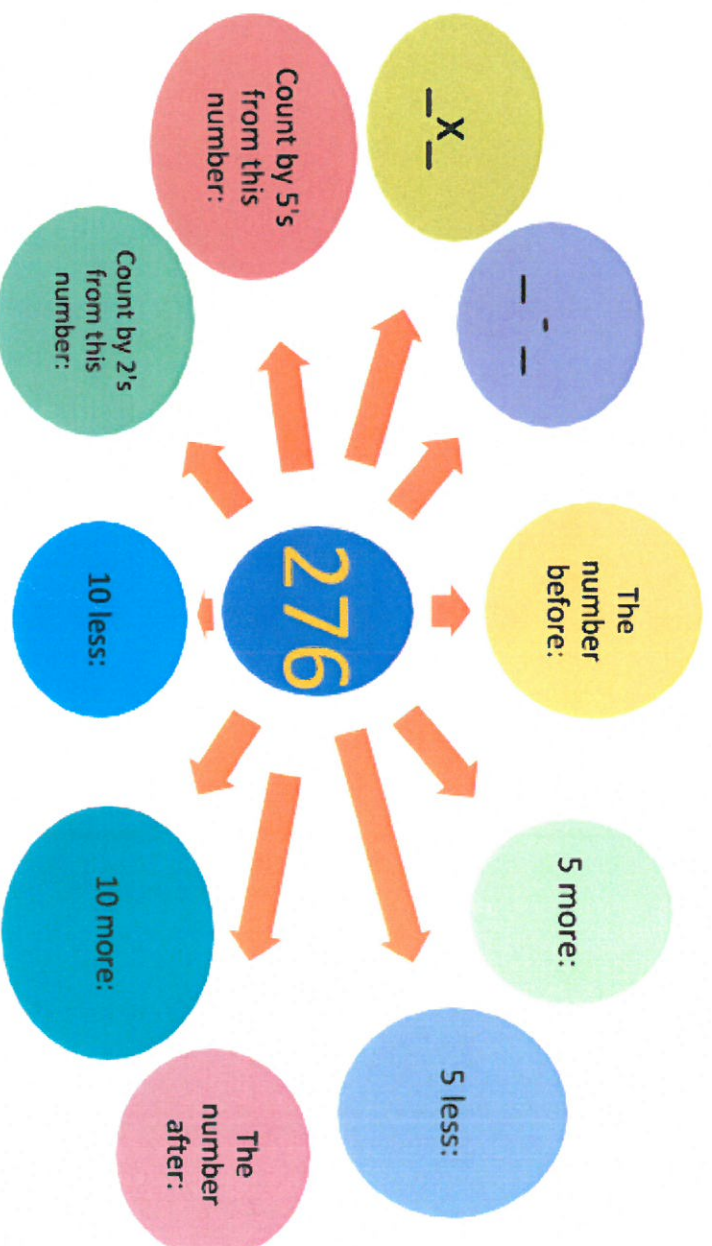 The
number
before:
5 more:
5 less:
The
number
after:
10 more:
10 less:
Count by 2's
from this
number:
Count by 5's
from this
number:
_X_
_ - _
276